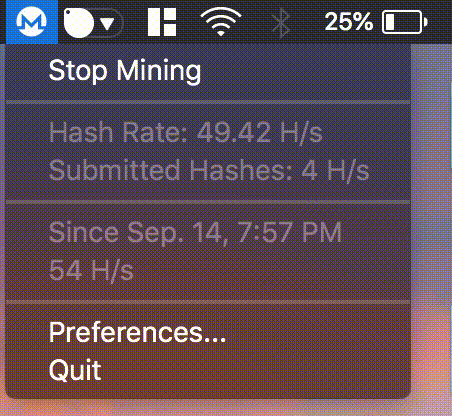 25%
Stop Mining
Hash Rate: 49.42 H/s
Submitted Hashes: 4 H/s
Since Sep. 14, 7:57 PM
54 H/s
Preferences...
Quit